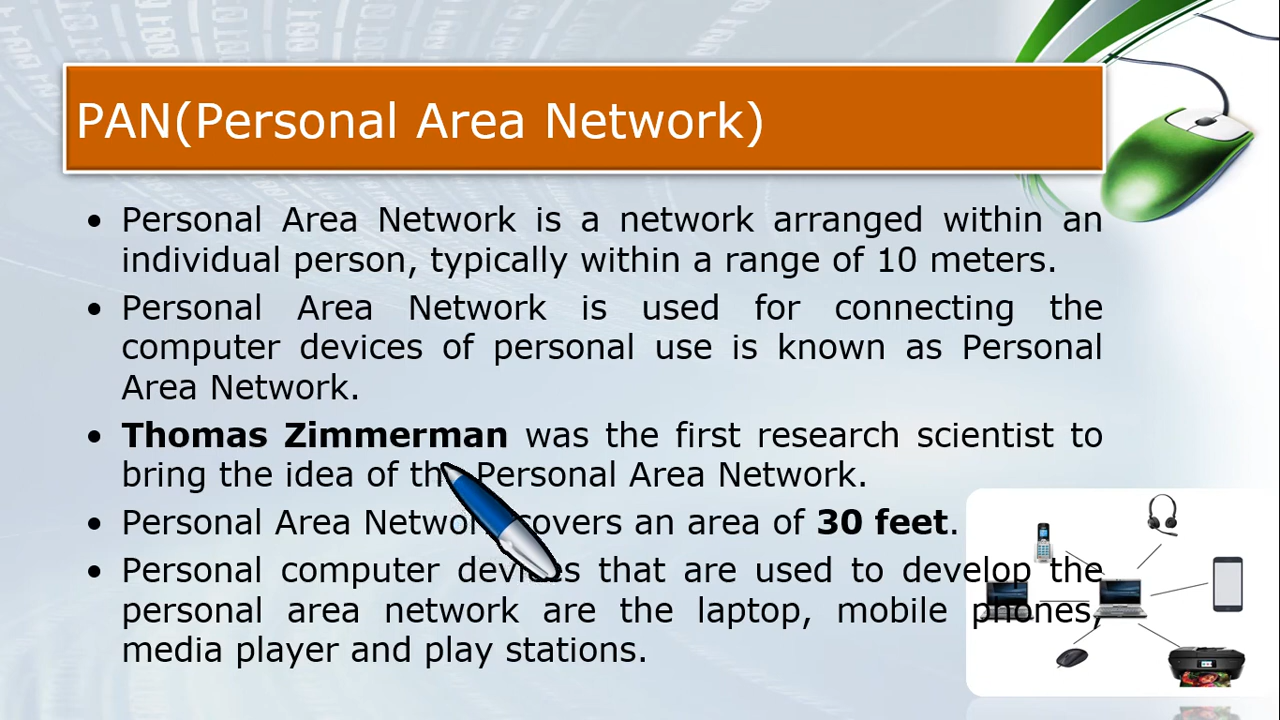 PAN(Personal Area Network)
• Personal Area Network is a network arranged within an
individual person, typically within a range of 10 meters.
• Personal Area Network is used for connecting the
computer devices of personal use is known as Personal
Area Network.
• Thomas Zimmerman was the first research scientist to
bring the idea of the Personal Area Network.
• Personal Area Network covers an area of 30 feet.
• Personal computer devices that are used to develop the
personal area network are the laptop, mobile phones,
media player and play stations.